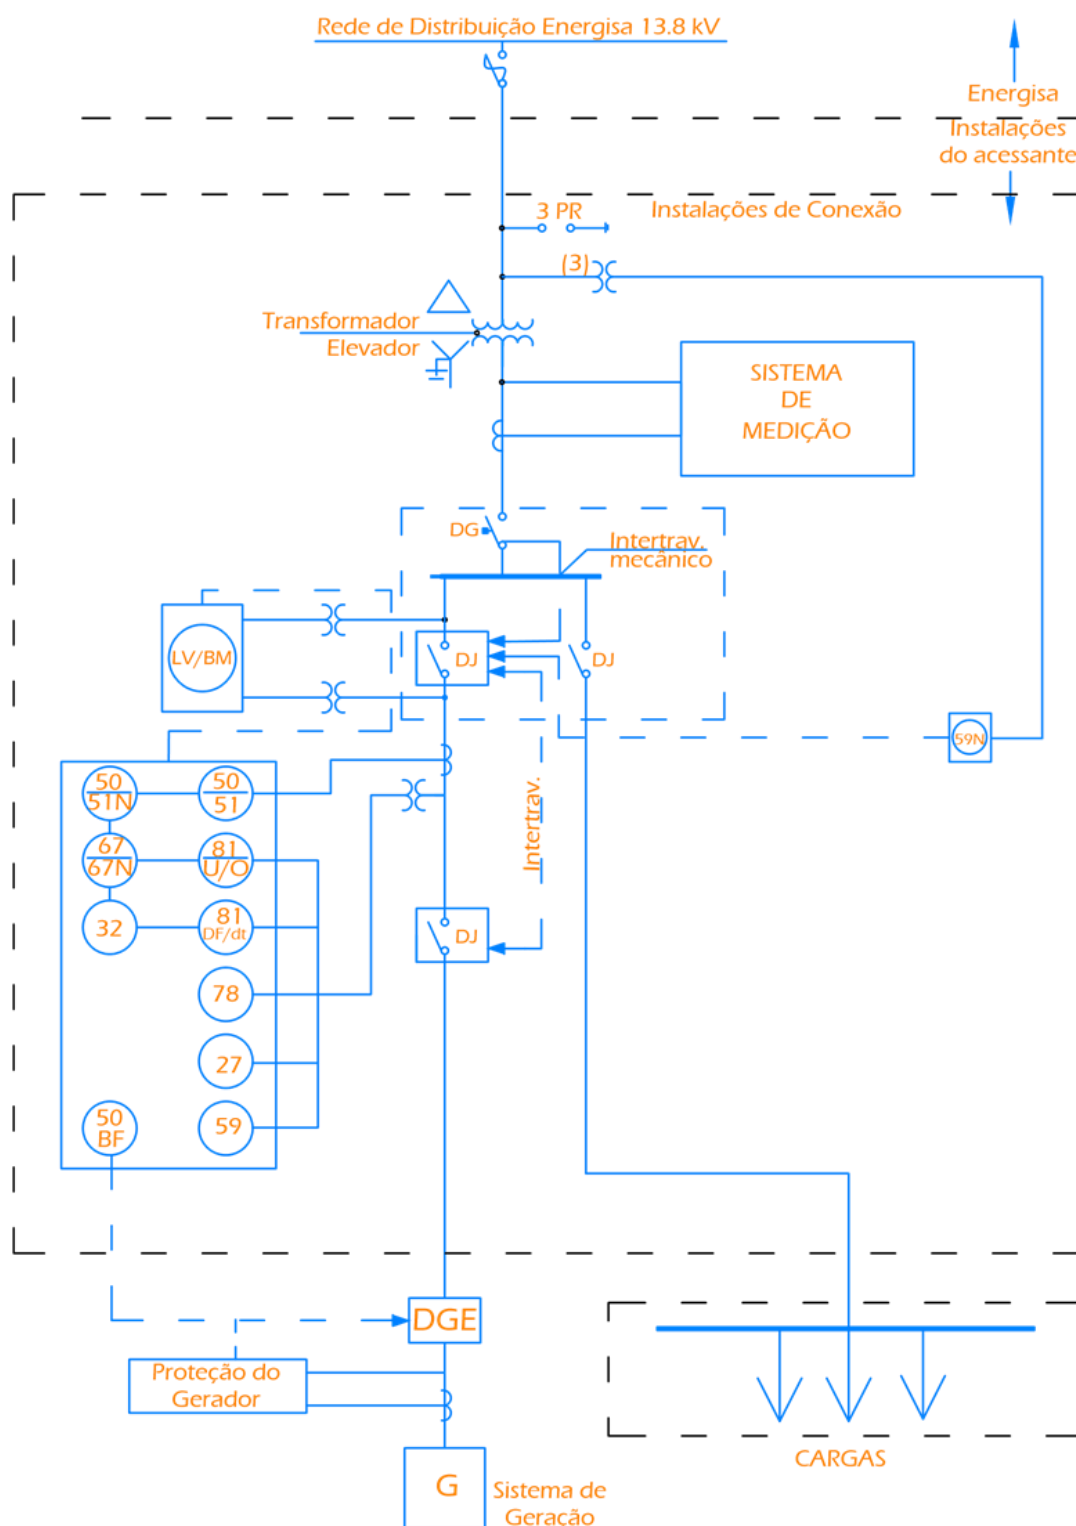 Rede de Distribuição Energisa 13.8 kV
Energisa
Instalações
do acessante
3 PR
Instalações de Conexão
(3)
Transformador
Elevador
SISTEMA
DE
MEDIÇÃO
DG
Intertrav.
mecânico
LV/BM
DJ
DJ
59N
50
51N
50
51
Intertrav.
67
67N
81
U/O
32
81
DF/dt
DJ
78
27
50
BF
59
DGE
Proteção do
Gerador
CARGAS
G
Sistema de
Geração